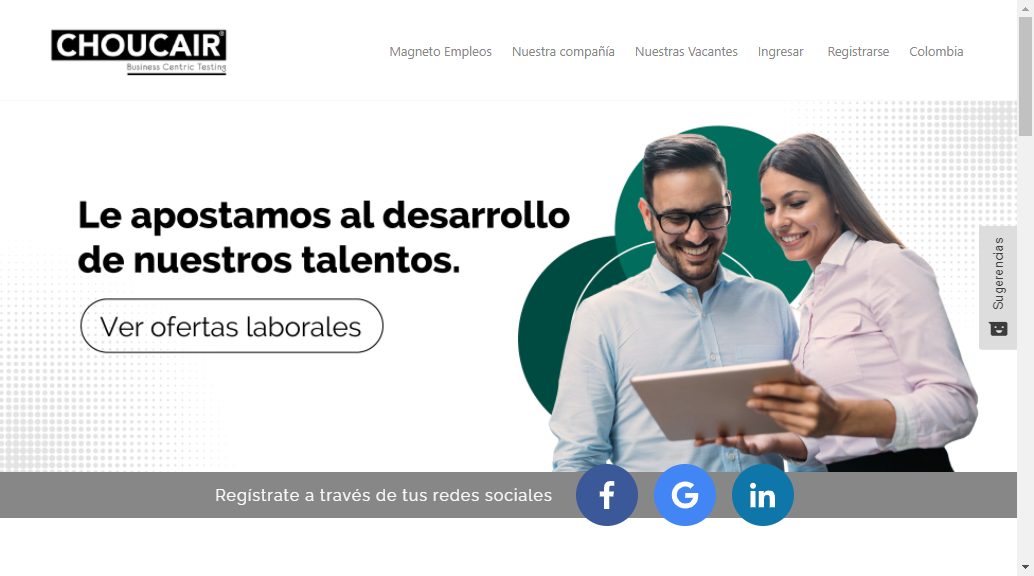 CHOUCAIR®
Business Centric Testing
Magneto Empleos Nuestra compañía Nuestras Vacantes Ingresar Registrarse Colombia
Le apostamos al desarrollo
de nuestros talentos.
Ver ofertas laborales
Sugerendas
Regístrate a través de tus redes sociales
f G in